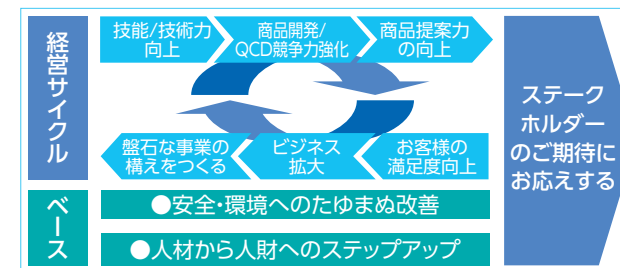 経営サイクル
技能/技術力
向上
商品開発/
QCD競争力強化
商品提案力
の向上
盤石な事業の
構えをつくる
ビジネス
拡大
お客様の
満足度向上
ベース
●安全・環境へのたゆまぬ改善
●人材から人財へのステップアップ
ステーク
ホルダー
のご期待に
お応えする